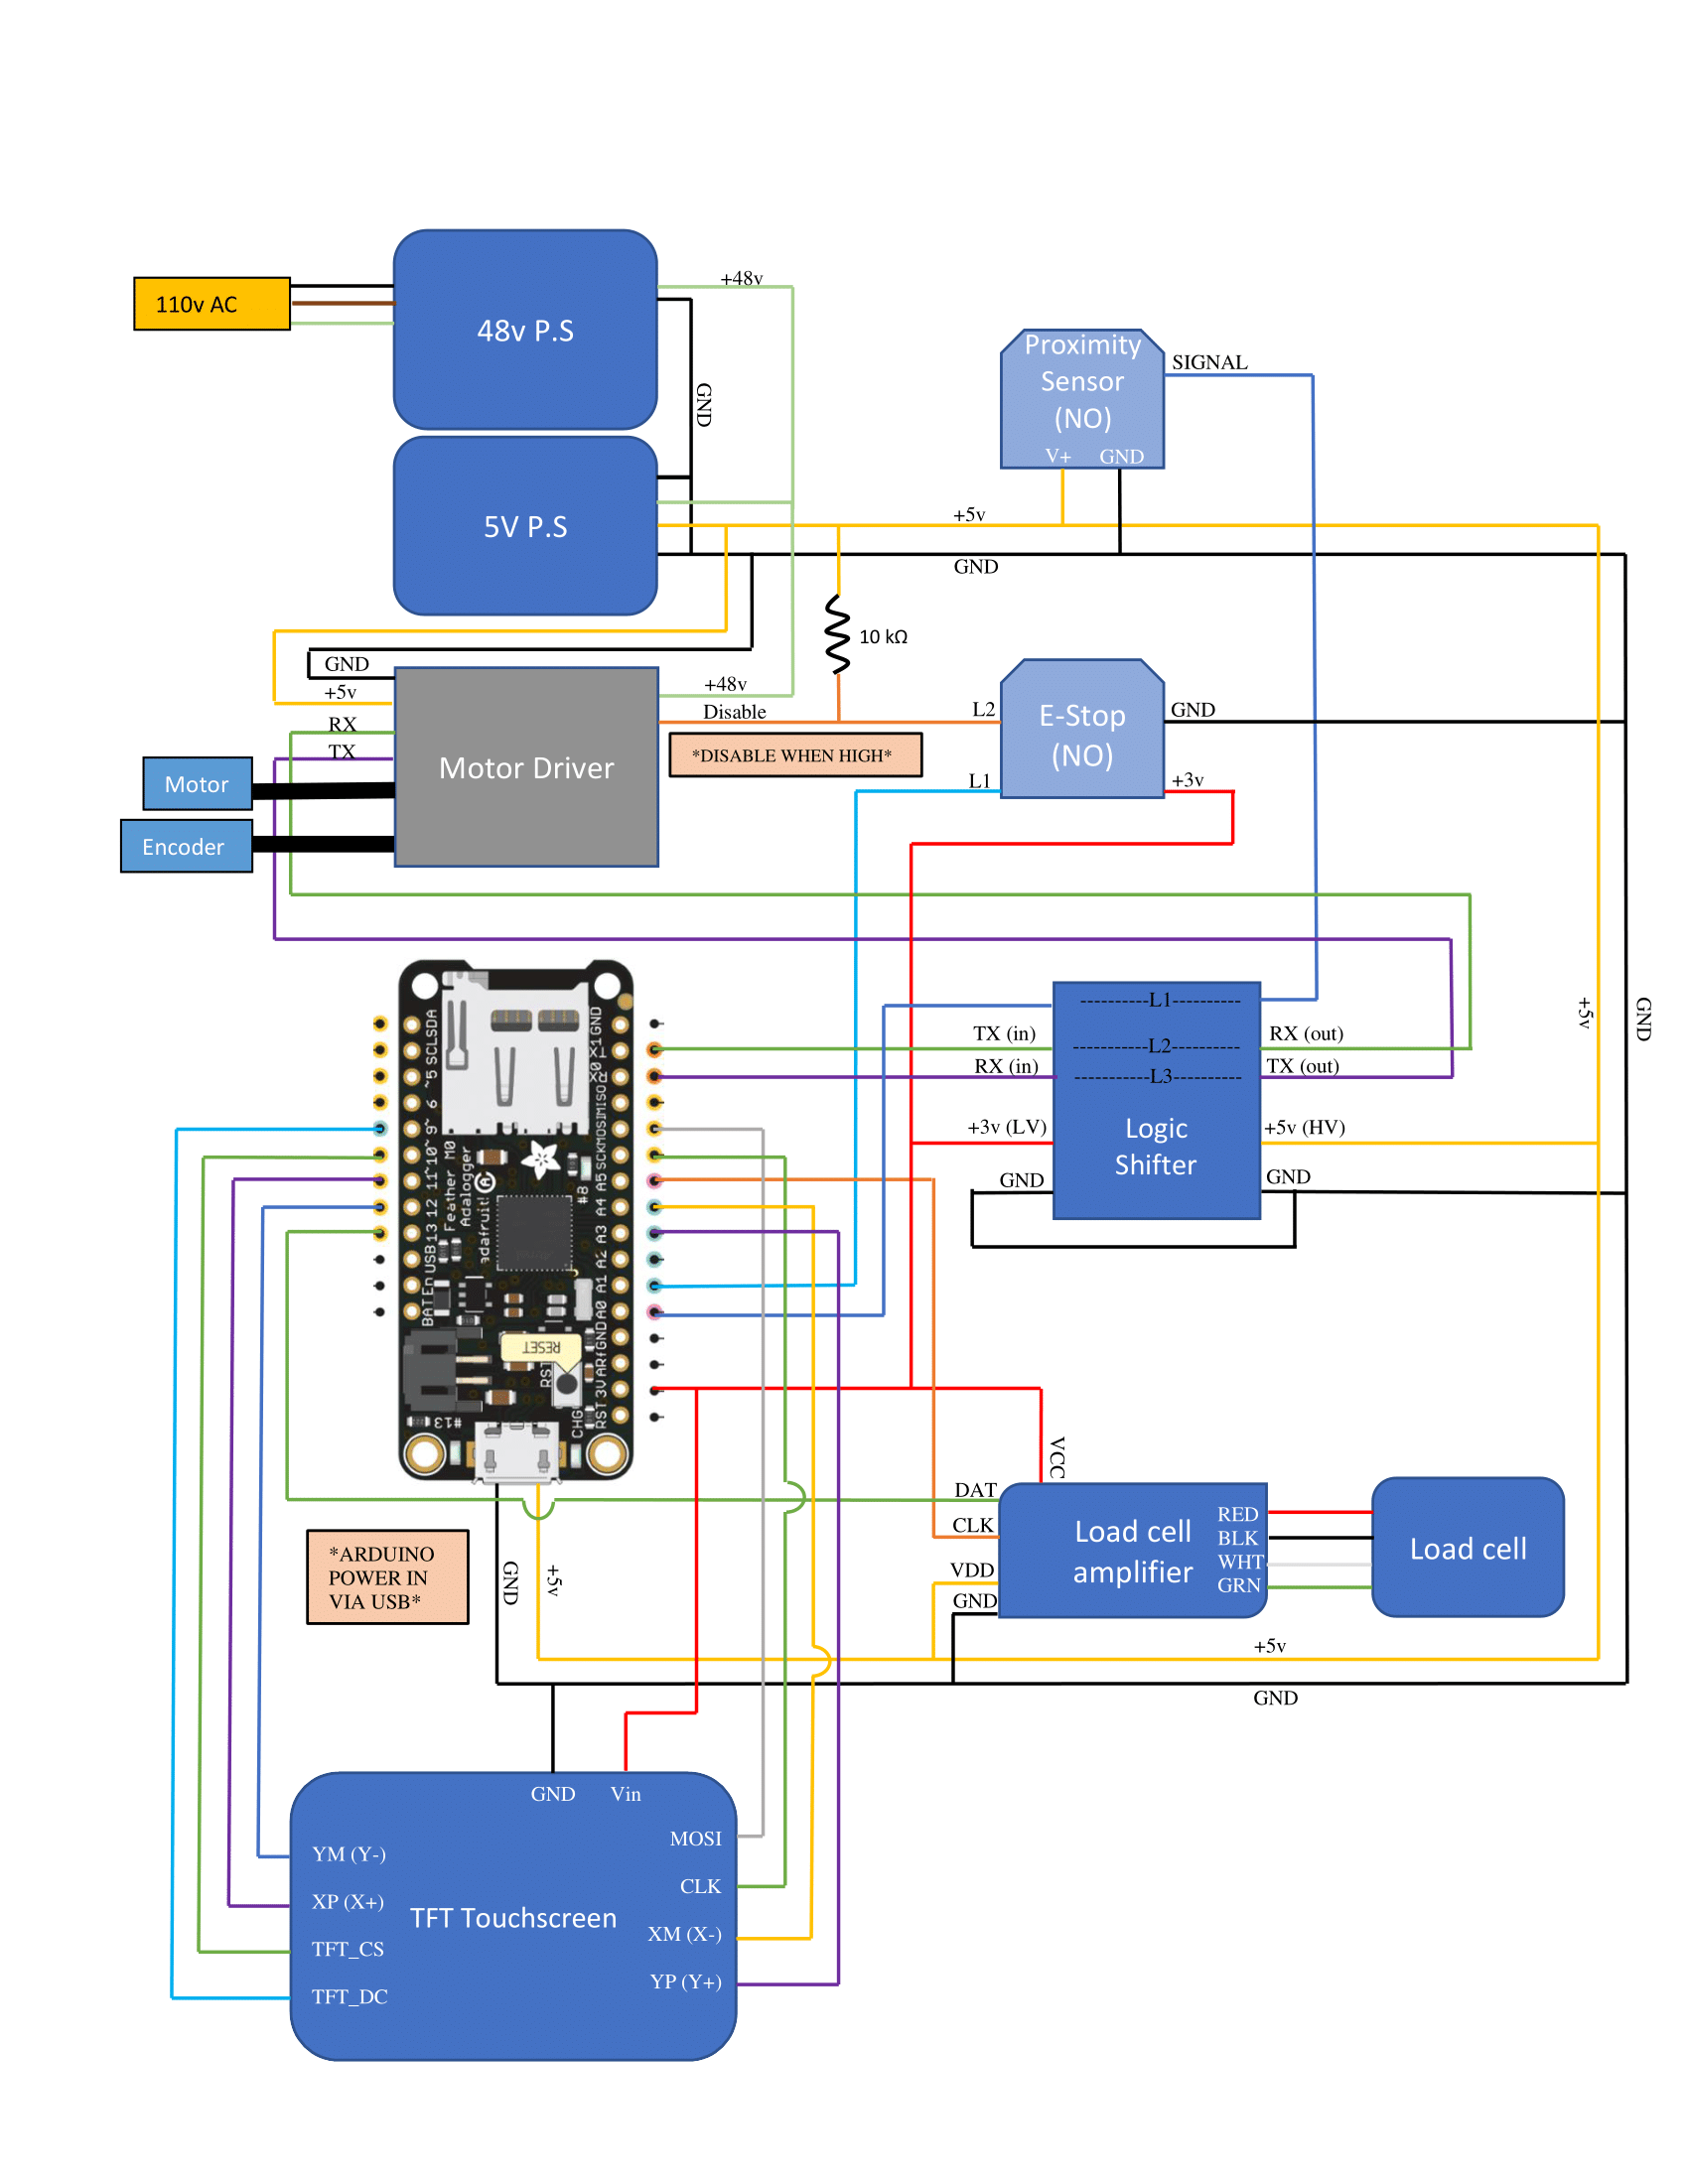 110v AC
48v P.S
+48v
GND
5V P.S
Proximity
Sensor
(NO)
V+
GND
SIGNAL
+5v
GND
10 kΩ
GND
+5v
RX
TX
Motor Driver
+48v
Disable
*DISABLE WHEN HIGH*
L2
L1
E-Stop
(NO)
GND
+3v
Motor
Encoder
+5v
GND
TX (in)
RX (in)
+3v (LV)
GND
----------L1----------
-----------L2----------
-----------L3----------
Logic
Shifter
RX (out)
TX (out)
+5v (HV)
GND
SDA
SCL
~5
6
9~
10~
11~
12
13
USB
En
BAT
Feather M0
Adalogger
adafruit!
GND
TX1
RX0
MISO
MOSI
SCK
A5
A4
A3
A2
A1
A0
GND
ARf
3V
RST
#8
RESET
RST
CHG
#13
VCC
DAT
CLK
VDD
GND
Load cell
amplifier
RED
BLK
WHT
GRN
Load cell
*ARDUINO
POWER IN
VIA USB*
GND
+5v
+5v
GND
GND
Vin
YM (Y-)
XP (X+)
TFT_CS
TFT_DC
TFT Touchscreen
MOSI
CLK
XM (X-)
YP (Y+)